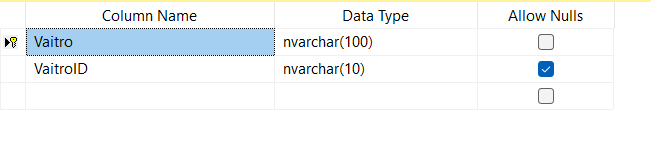 Column Name Data Type Allow Nulls
Vaitro nvarchar(100)
VaitroID nvarchar(10)